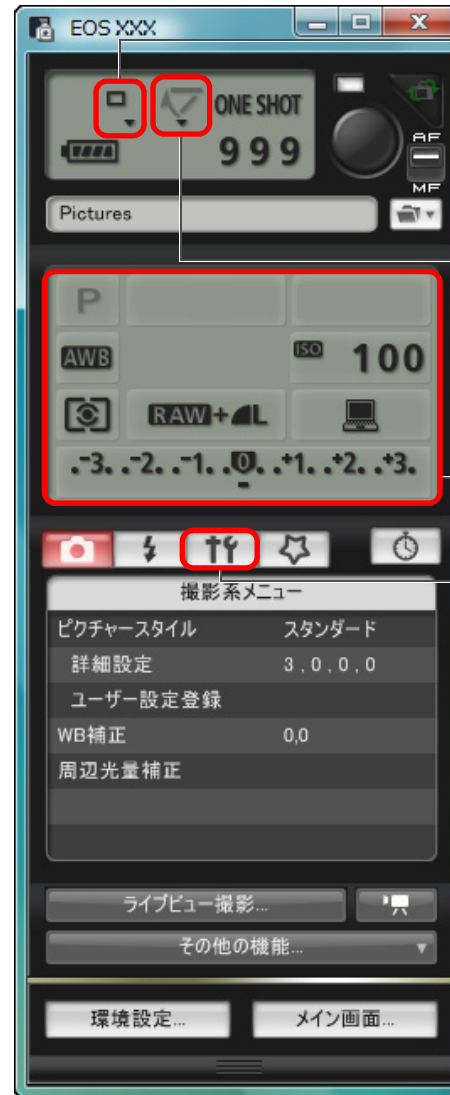 EOS XXX
ONE SHOT
999
AF
MF
Pictures
P
AWB
ISO 100
RAW+L
.-3. .-2. .-1. .0. .+1. .+2. .+3.
撮影系メニュー
ピクチャースタイル スタンダード
詳細設定 3,0,0,0
ユーザー設定登録
WB補正 0,0
周辺光量補正
ライブビュー撮影...
その他の機能...
環境設定... メイン画面...